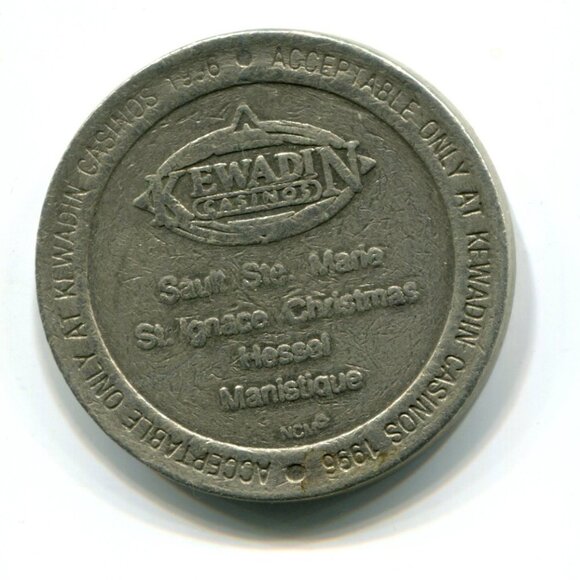 ACCEPTABLE ONLY AT KEWADIN CASINOS 1996 • ACCEPTABLE ONLY AT KEWADIN CASINOS 1996 •
KEWADIN
CASINOS
Sault Ste. Marie
St. Ignace Christmas
Hessel
Manistique